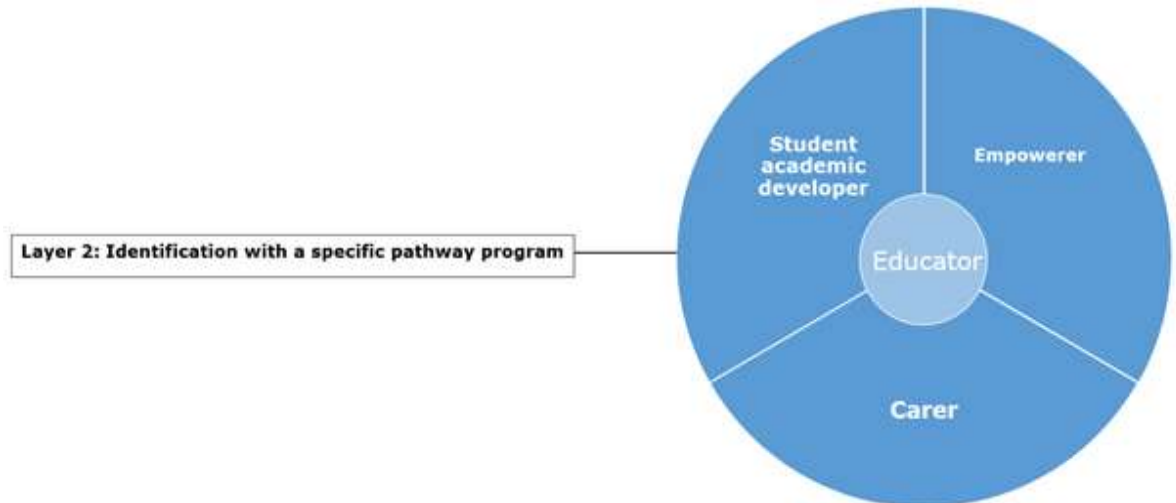 Student
academic
developer
Empowerer
Layer 2: Identification with a specific pathway program
Educator
Carer